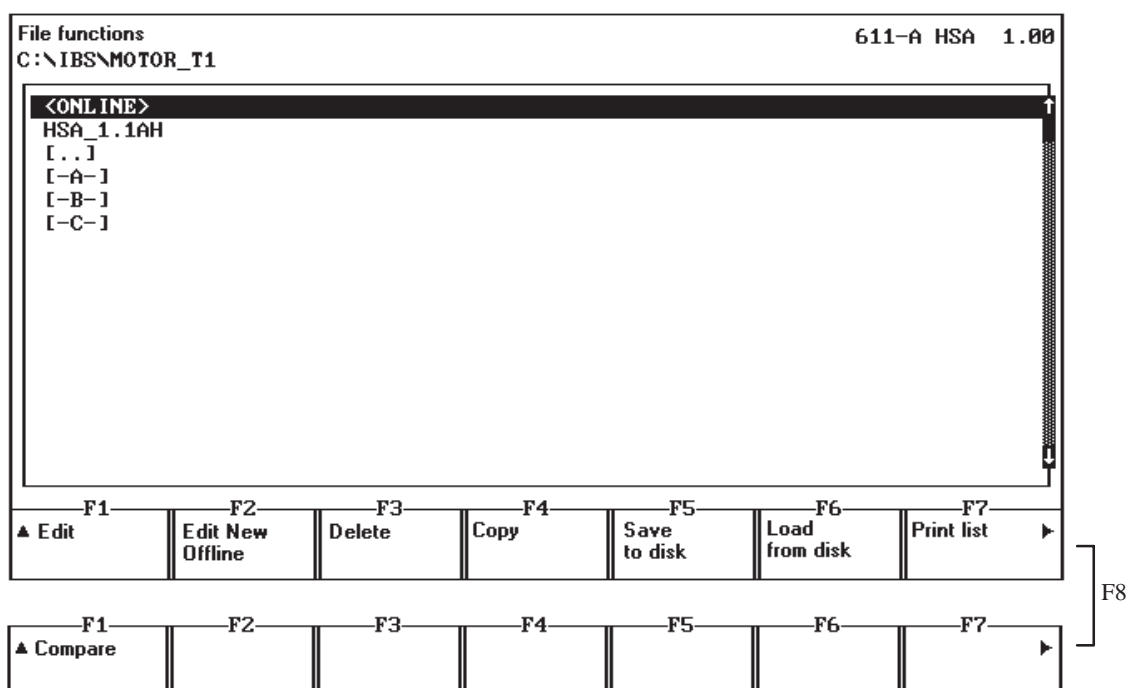 File functions
611-A HSA 1.00
C:\IBS\MOTOR_T1
<ONLINE>
HSA_1.1AH
[..]
[-A-]
[-B-]
[-C-]
F1 F2 F3 F4 F5 F6 F7
▲ Edit
Edit New
Offline
Delete
Copy
Save
to disk
Load
from disk
Print list
F8
F1 F2 F3 F4 F5 F6 F7
▲ Compare